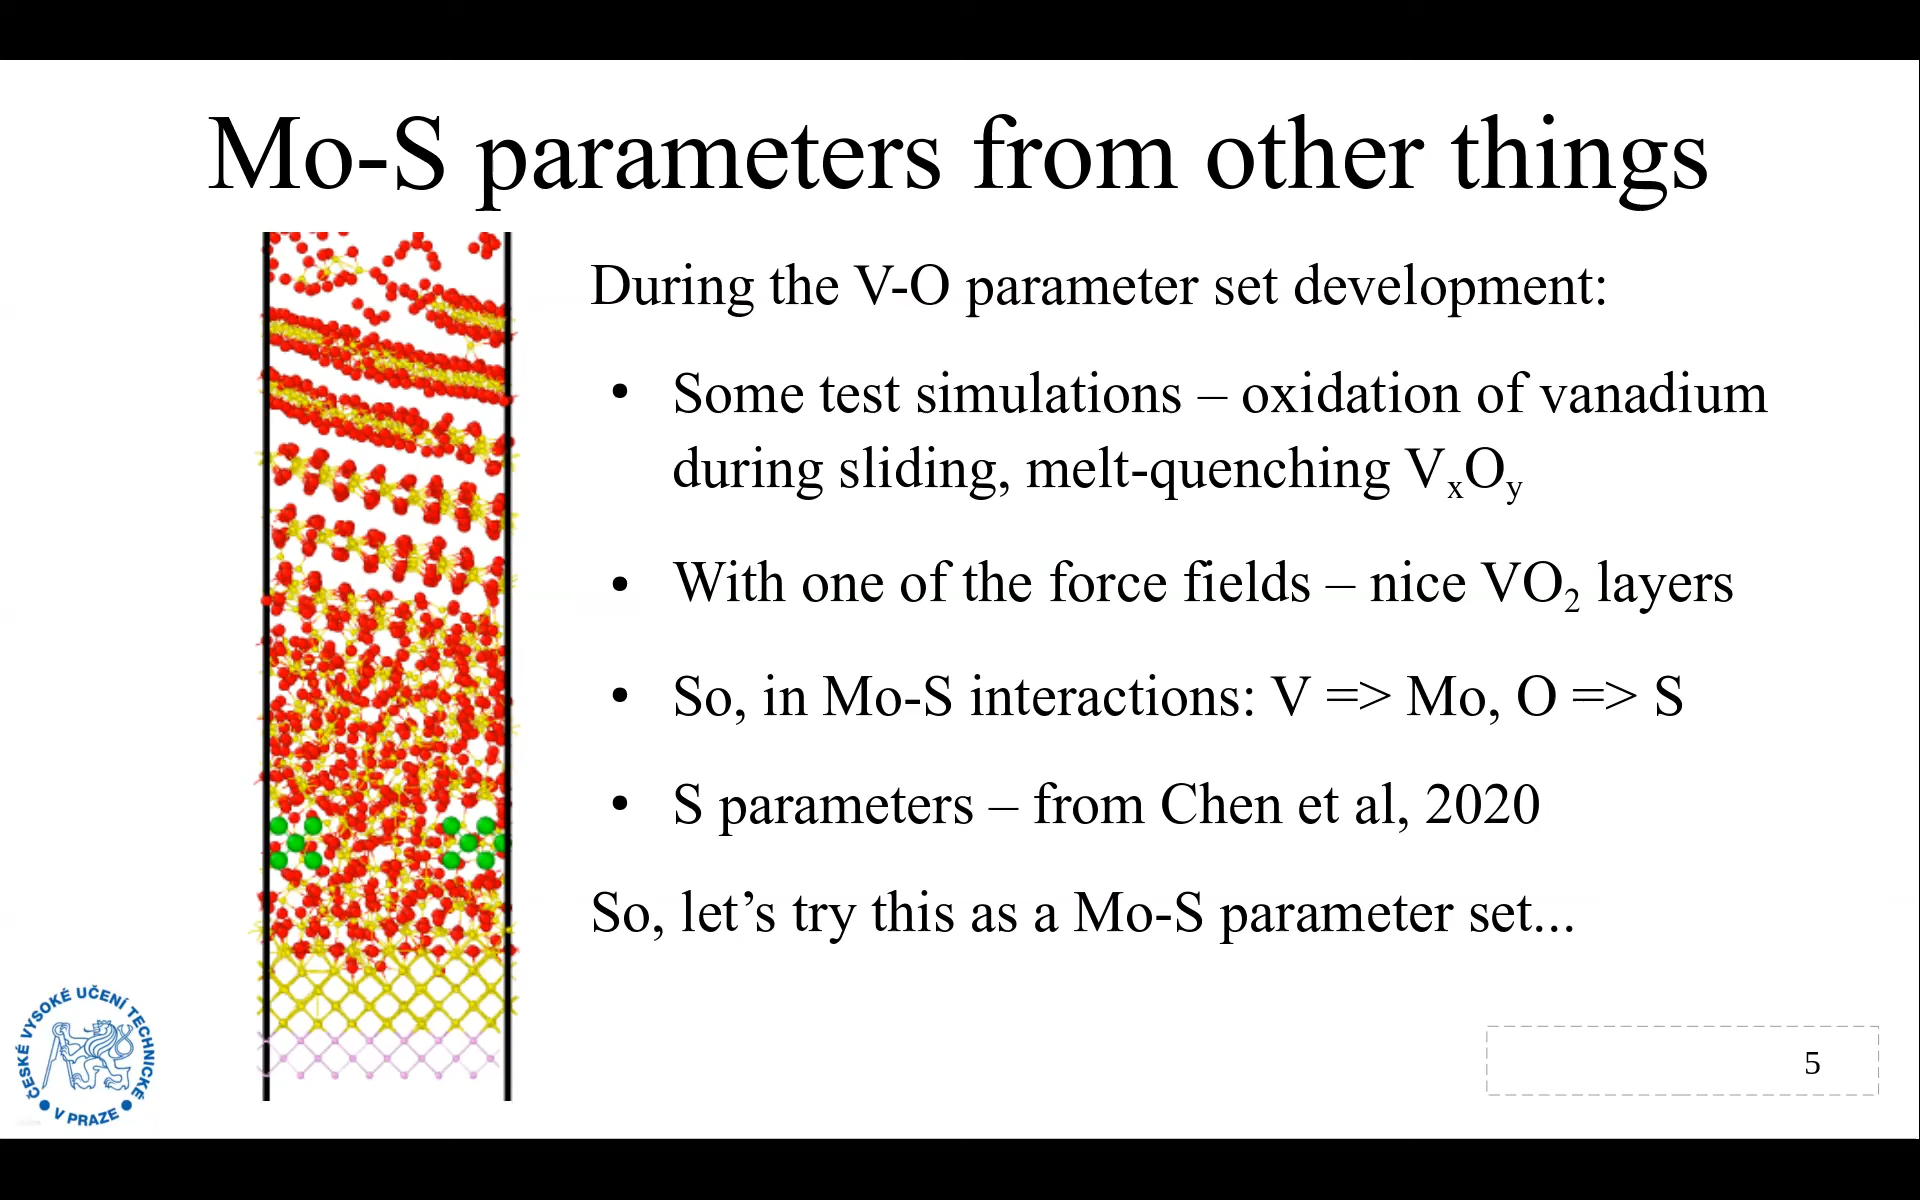 Mo-S parameters from other things
During the V-O parameter set development:
• Some test simulations – oxidation of vanadium
during sliding, melt-quenching VxOy
• With one of the force fields – nice VO2 layers
• So, in Mo-S interactions: V => Mo, O => S
• S parameters – from Chen et al, 2020
So, let’s try this as a Mo-S parameter set...
ČESKÉ VYSOKÉ UČENÍ TECHNICKÉ
• V PRAZE •
5